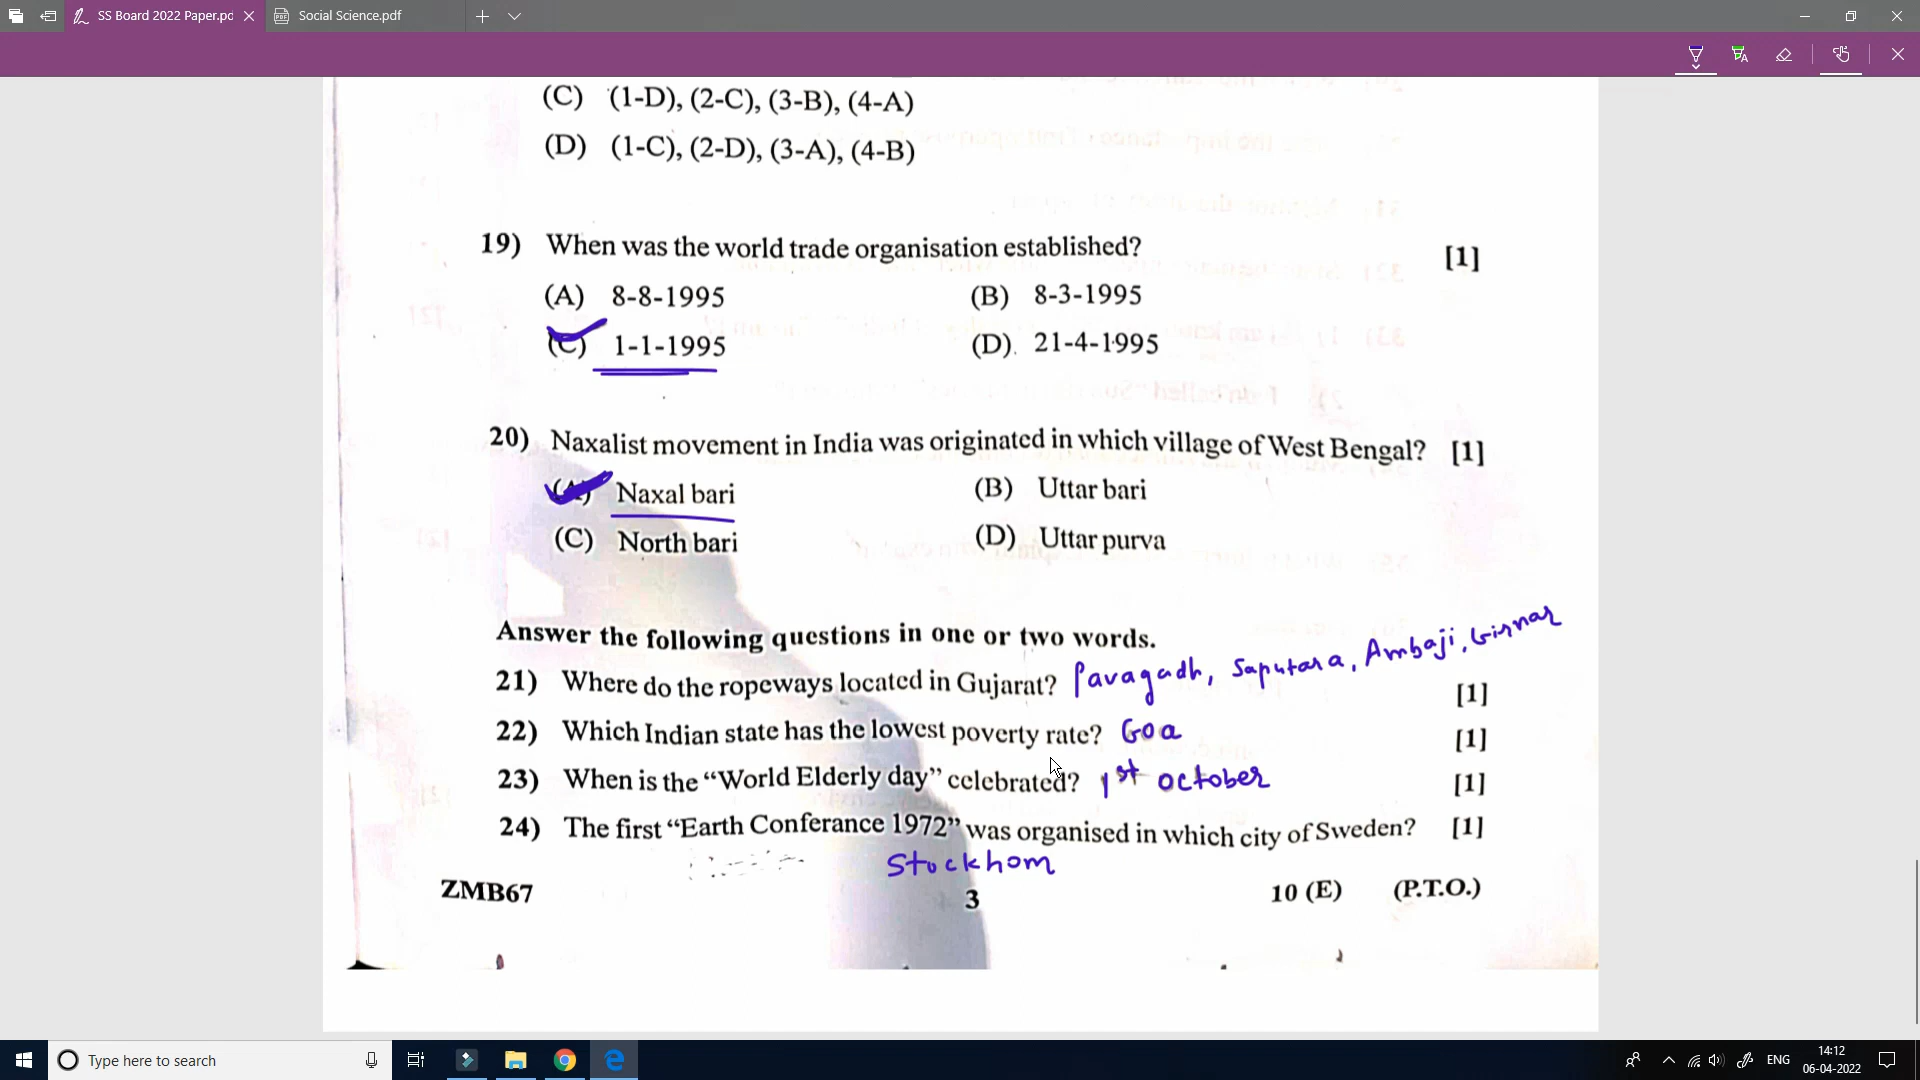 SS Board 2022 Paper.pd
Social Science.pdf
(C) (1-D), (2-C), (3-B), (4-A)
(D) (1-C), (2-D), (3-A), (4-B)
19) When was the world trade organisation established? [1]
(A) 8-8-1995 (B) 8-3-1995
(C) 1-1-1995 (D) 21-4-1995
20) Naxalist movement in India was originated in which village of West Bengal? [1]
(A) Naxal bari (B) Uttar bari
(C) North bari (D) Uttar purva
Answer the following questions in one or two words.
21) Where do the ropeways located in Gujarat? Pavagadh, Saputara, Ambaji, Girnar [1]
22) Which Indian state has the lowest poverty rate? Goa [1]
23) When is the "World Elderly day" celebrated? 1st october [1]
24) The first "Earth Conferance 1972" was organised in which city of Sweden? [1]
Stockhom
ZMB67 3 10 (E) (P.T.O.)
Type here to search
ENG
14:12
06-04-2022